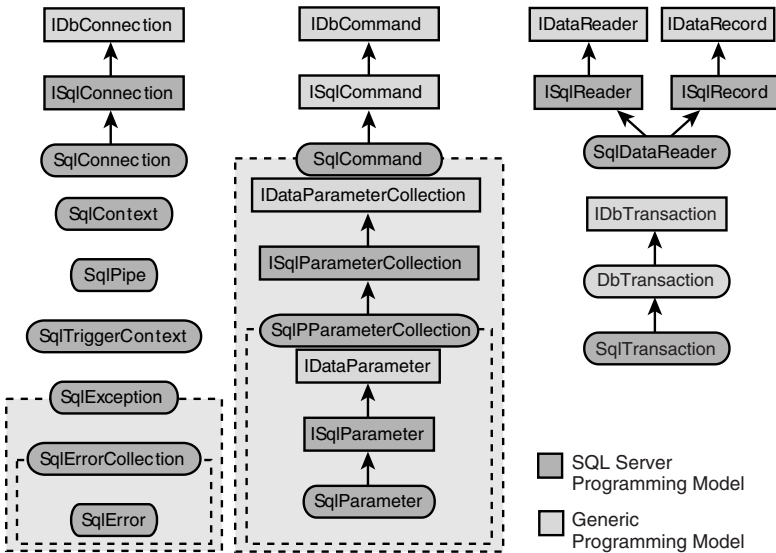 IDbConnection
ISqlConnection
SqlConnection
SqlContext
SqlPipe
SqlTriggerContext
SqlException
SqlErrorCollection
SqlError
IDbCommand
ISqlCommand
SqlCommand
IDataParameterCollection
ISqlParameterCollection
SqlPParameterCollection
IDataParameter
ISqlParameter
SqlParameter
IDataReader
IDataRecord
ISqlReader
ISqlRecord
SqlDataReader
IDbTransaction
DbTransaction
SqlTransaction
SQL Server
Programming Model
Generic
Programming Model